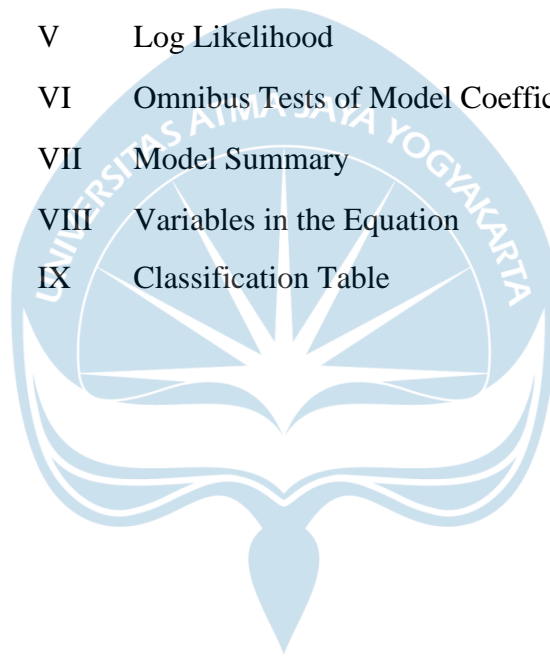 V Log Likelihood
VI Omnibus Tests of Model
VII Model Summary
VIII Variables in the Equation
IX Classification Table
UNIVERSITAS ATMA JAYA YOGYAKARTA